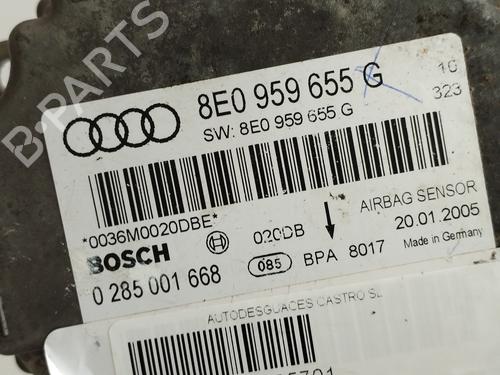 B-PARTS
8E0 959 655 G
10
323
SW: 8E0 959 655 G
*0036M0020DBE*
AIRBAG SENSOR
20.01.2005
BOSCH
020DB
Made in Germany
0 285 001 668
085
BPA 8017
AUTODESGUACES CASTRO SL